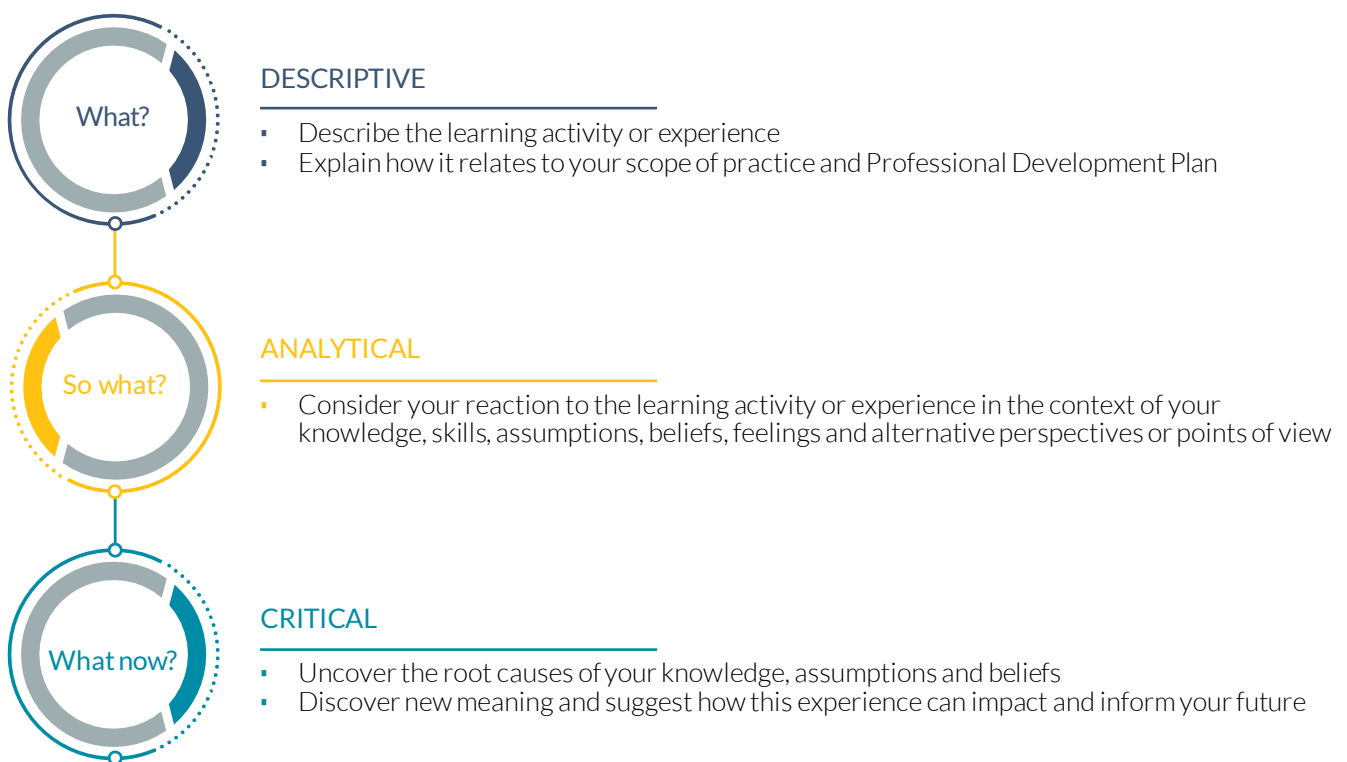 What?
DESCRIPTIVE
▪ Describe the learning activity or experience
▪ Explain how it relates to your scope of practice and Professional Development Plan
So what?
ANALYTICAL
▪ Consider your reaction to the learning activity or experience in the context of your
knowledge, skills, assumptions, beliefs, feelings and alternative perspectives or points of view
What now?
CRITICAL
▪ Uncover the root causes of your knowledge, assumptions and beliefs
▪ Discover new meaning and suggest how this experience can impact and inform your future